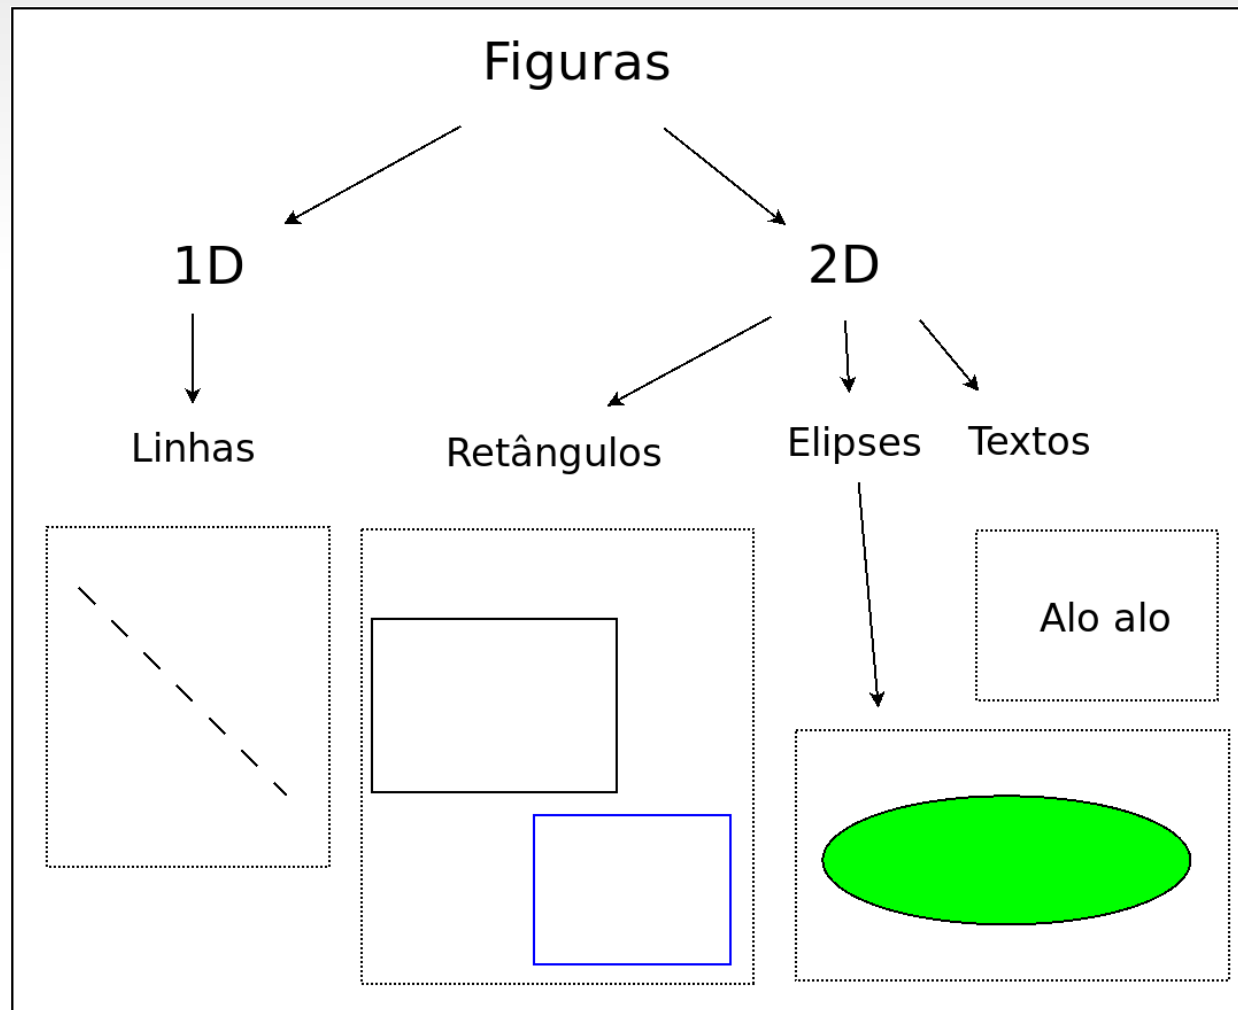 Figuras
1D
2D
Linhas
Retângulos
Elipses
Textos
Alo alo